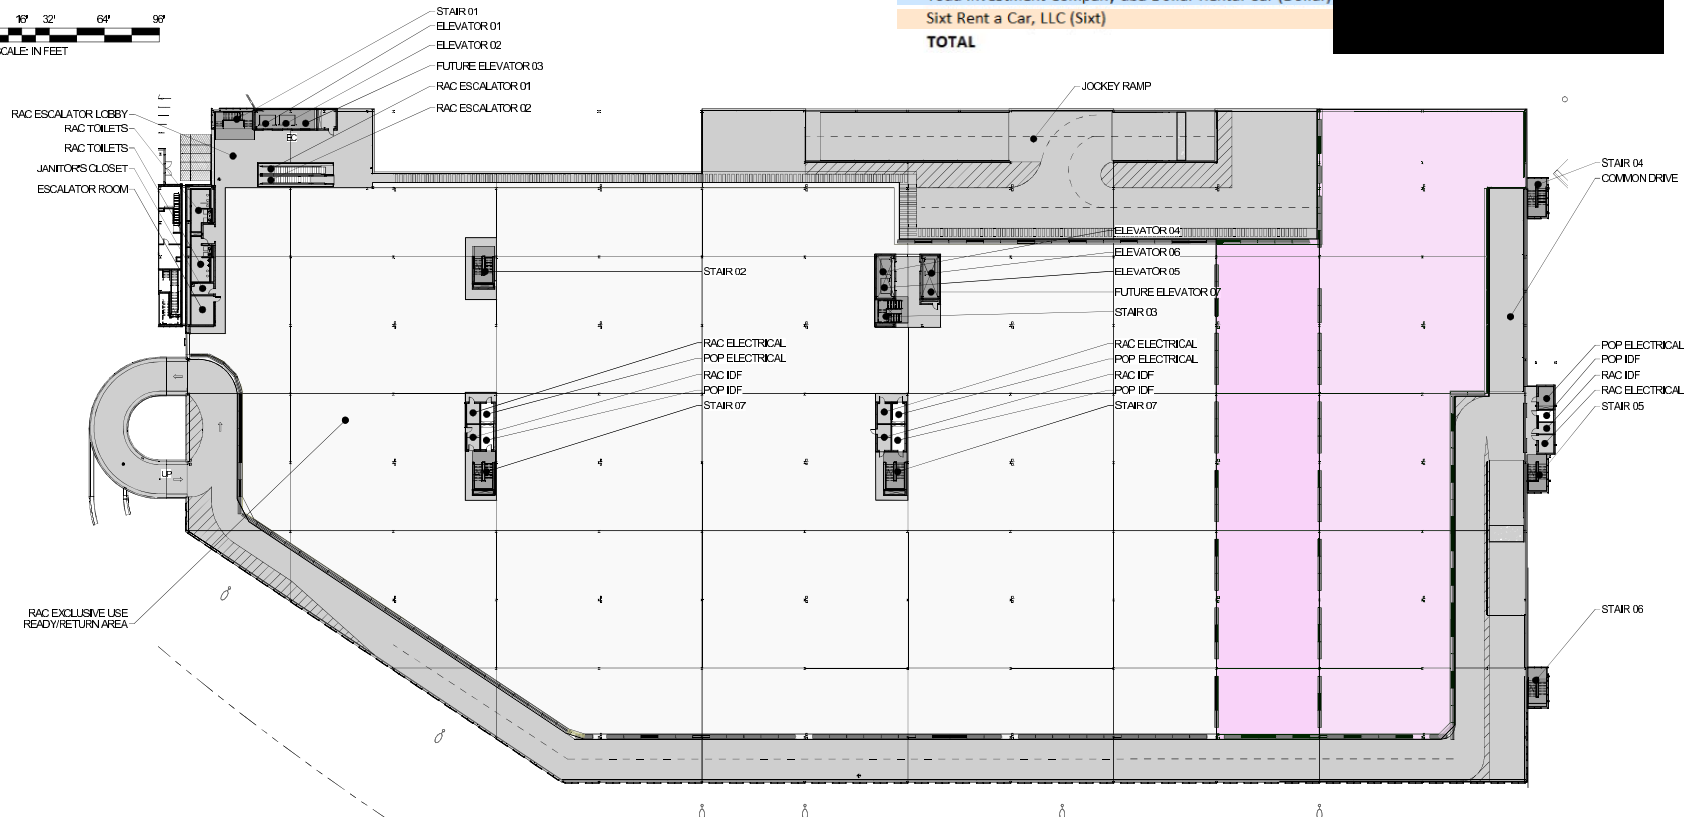 16' 32' 64' 96'
SCALE: IN FEET
Sixt Rent a Car, LLC (Sixt)
TOTAL
STAIR 01
ELEVATOR 01
ELEVATOR 02
FUTURE ELEVATOR 03
RAC ESCALATOR 01
RAC ESCALATOR 02
JOCKEY RAMP
RAC ESCALATOR LOBBY
RAC TOILETS
RAC TOILETS
JANITOR'S CLOSET
ESCALATOR ROOM
EC
STAIR 04
COMMON DRIVE
STAIR 02
ELEVATOR 04
ELEVATOR 06
ELEVATOR 05
FUTURE ELEVATOR 07
STAIR 03
RAC ELECTRICAL
POP ELECTRICAL
RAC IDF
POP IDF
STAIR 07
RAC ELECTRICAL
POP ELECTRICAL
RAC IDF
POP IDF
STAIR 07
POP ELECTRICAL
POP IDF
RAC IDF
RAC ELECTRICAL
STAIR 05
UP
RAC EXCLUSIVE USE
READY/RETURN AREA
STAIR 06